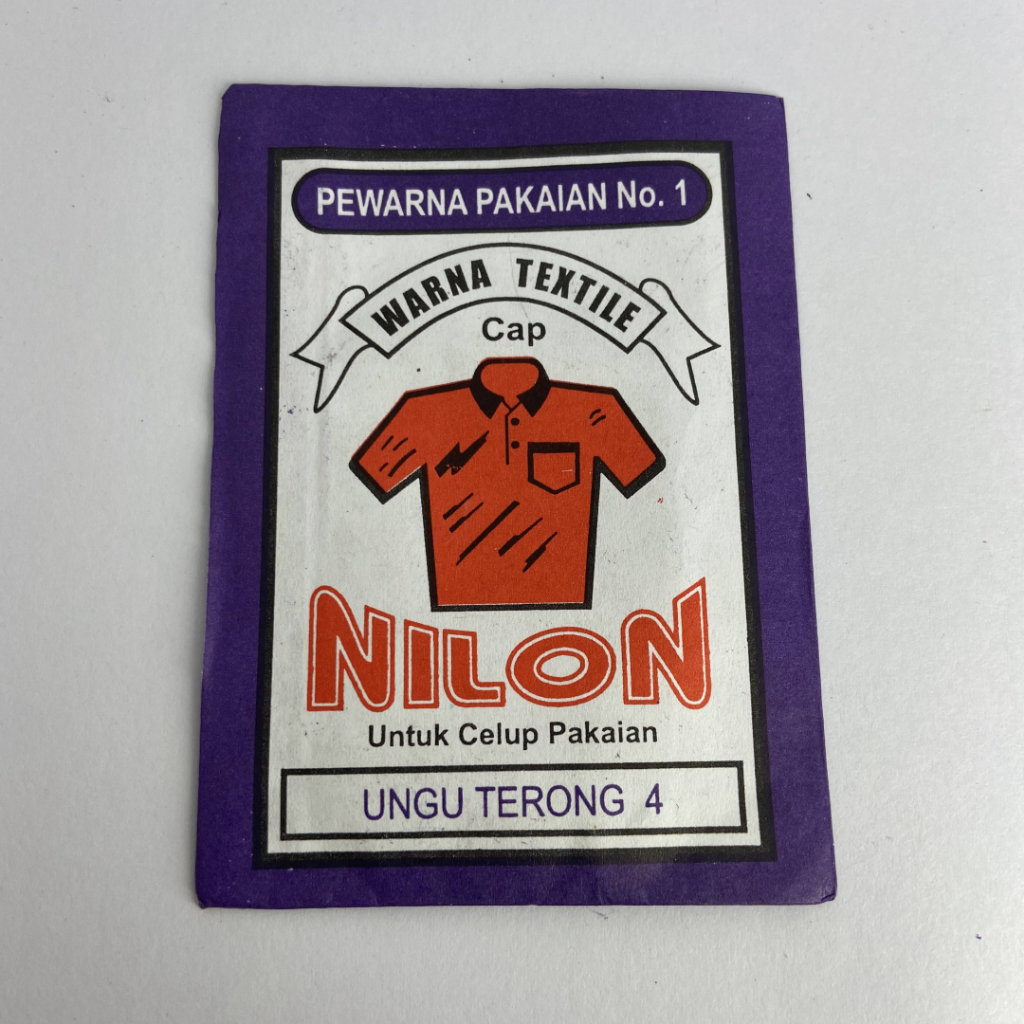 PEWARNA PAKAIAN No. 1
WARNA TEXTILE
Cap
NILON
Untuk Celup Pakaian
UNGU TERONG 4